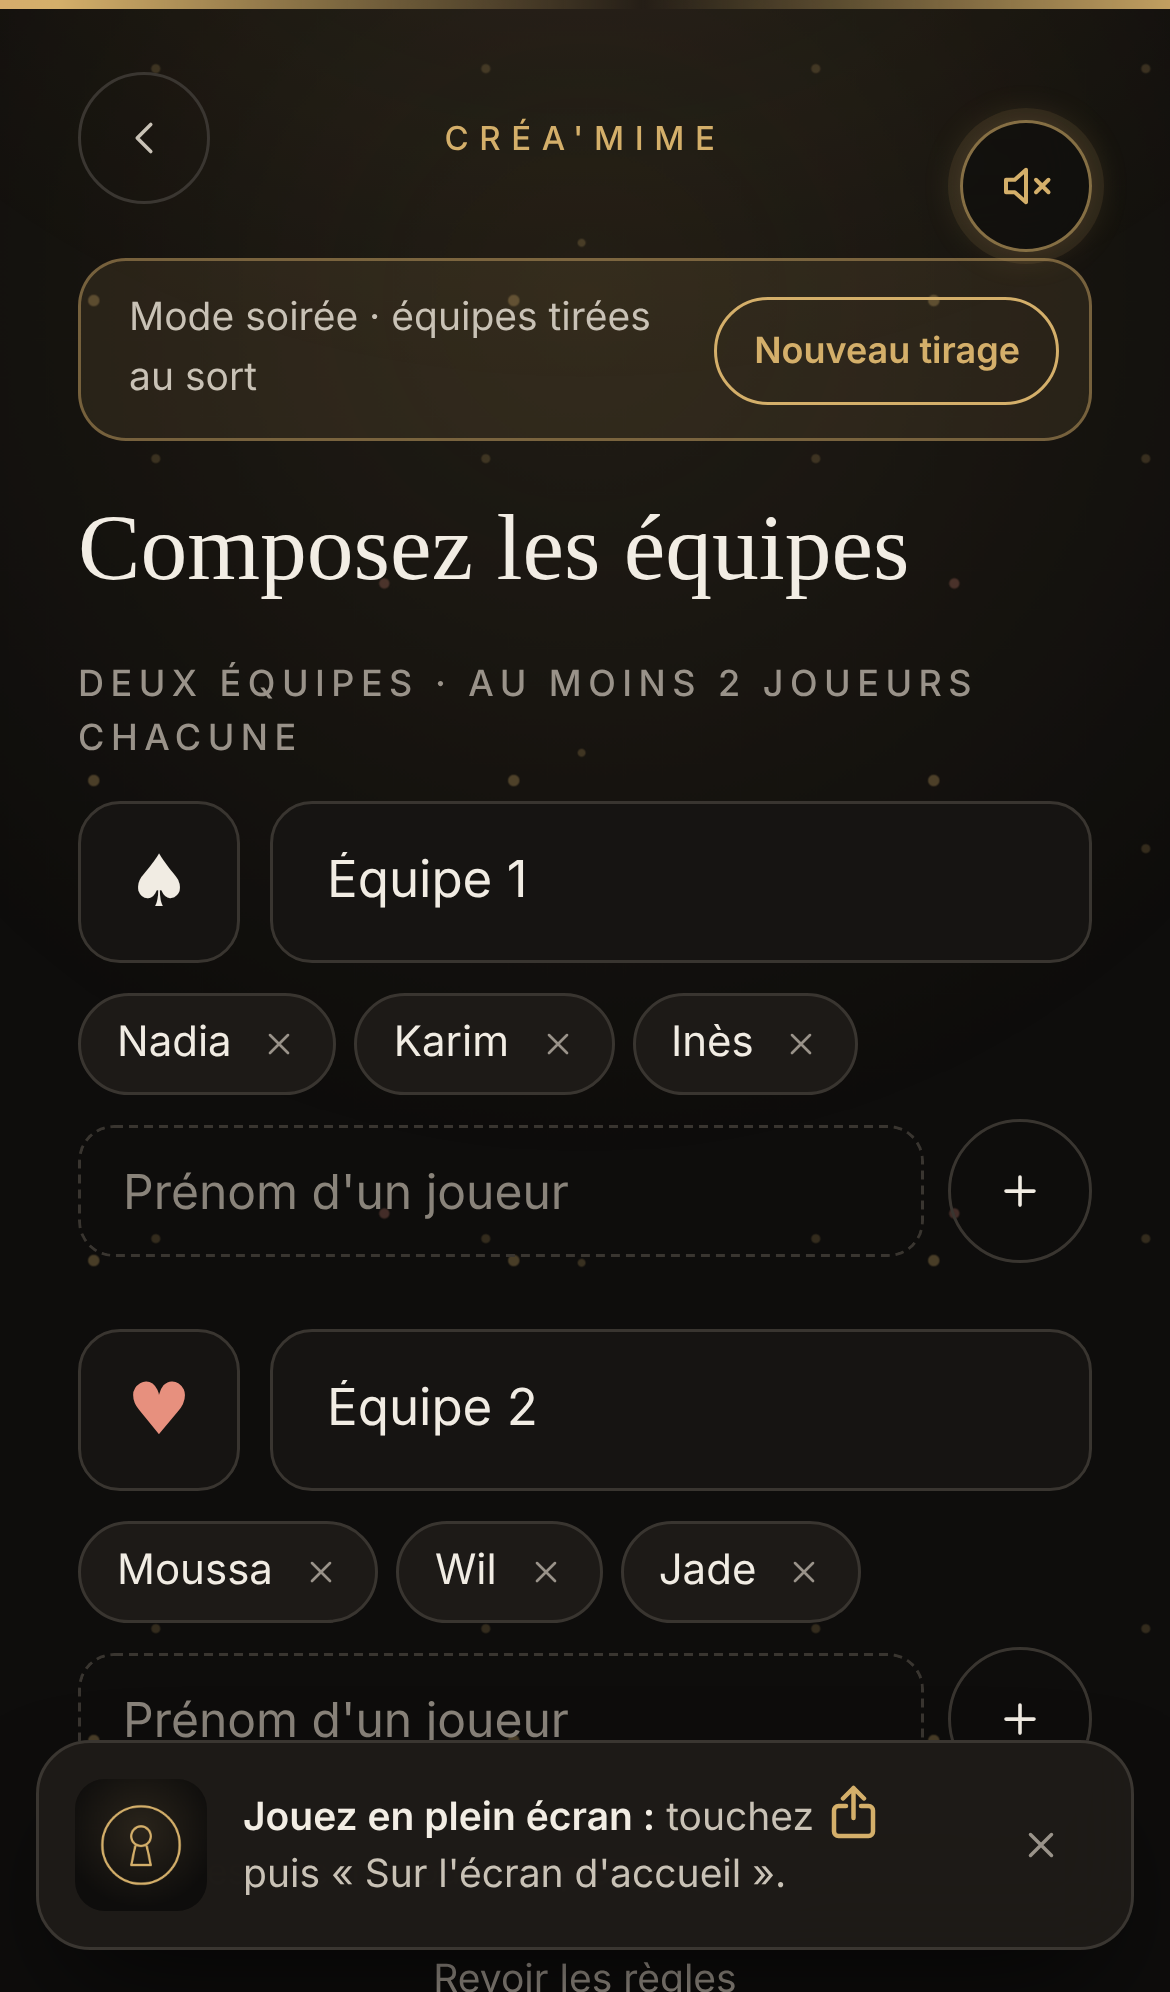 CRÉA'MIME
Mode soirée · équipes tirées
au sort
Nouveau tirage
Composez les équipes
DEUX ÉQUIPES · AU MOINS 2 JOUEURS
CHACUNE
Équipe 1
Nadia
Karim
Inès
Prénom d'un joueur
Équipe 2
Moussa
Wil
Jade
Prénom d'un joueur
Jouez en plein écran : touchez
puis « Sur l'écran d'accueil ».
Revoir les règles